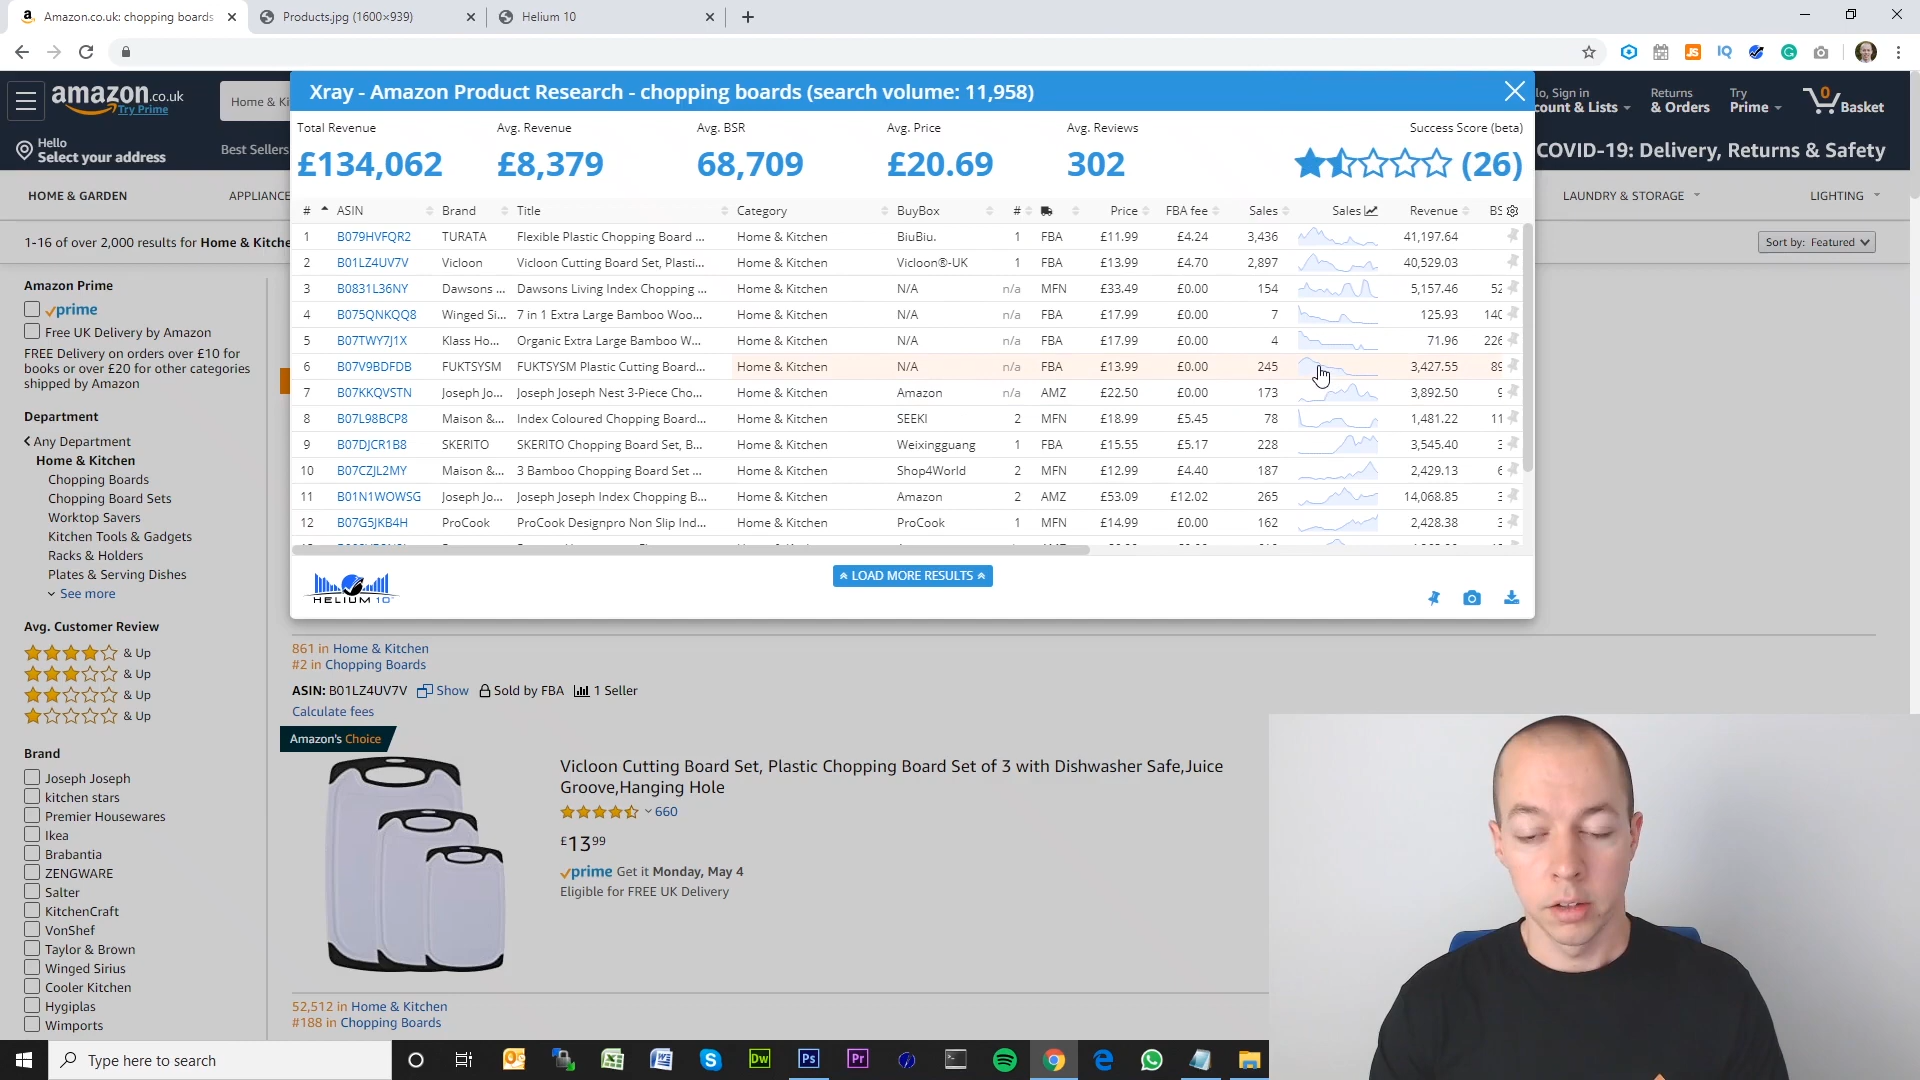 Amazon.co.uk: chopping boards
Products.jpg (1600×939)
Helium 10
amazon.co.uk
Try Prime
Home & Ki
lo, Sign in
count & Lists
Returns
& Orders
Try
Prime
0
Basket
Hello
Select your address
Best Sellers
COVID-19: Delivery, Returns & Safety
HOME & GARDEN
APPLIANCE
LAUNDRY & STORAGE
LIGHTING
1-16 of over 2,000 results for Home & Kitche
Sort by: Featured
Xray - Amazon Product Research - chopping boards (search volume: 11,958)
Total Revenue Avg. Revenue Avg. BSR Avg. Price Avg. Reviews Success Score (beta)
£134,062 £8,379 68,709 £20.69 302 (26)
# ASIN Brand Title Category BuyBox # Price FBA fee Sales Sales Revenue BS
1 B079HVFQR2 TURATA Flexible Plastic Chopping Board ... Home & Kitchen BiuBiu. 1 FBA £11.99 £4.24 3,436 41,197.64
2 B01LZ4UV7V Vicloon Vicloon Cutting Board Set, Plasti... Home & Kitchen Vicloon®-UK 1 FBA £13.99 £4.70 2,897 40,529.03
3 B0831L36NY Dawsons ... Dawsons Living Index Chopping ... Home & Kitchen N/A n/a MFN £33.49 £0.00 154 5,157.46 52
4 B075QNKQQ8 Winged Si... 7 in 1 Extra Large Bamboo Woo... Home & Kitchen N/A n/a FBA £17.99 £0.00 7 125.93 140
5 B07TWY7J1X Klass Ho... Organic Extra Large Bamboo W... Home & Kitchen N/A n/a FBA £17.99 £0.00 4 71.96 226
6 B07V9BDFDB FUKTSYSM FUKTSYSM Plastic Cutting Board... Home & Kitchen N/A n/a FBA £13.99 £0.00 245 3,427.55 89
7 B07KKQVSTN Joseph Jo... Joseph Joseph Nest 3-Piece Cho... Home & Kitchen Amazon n/a AMZ £22.50 £0.00 173 3,892.50
8 B07L98BCP8 Maison &... Index Coloured Chopping Board... Home & Kitchen SEEKI 2 MFN £18.99 £5.45 78 1,481.22 11
9 B07DJCR1B8 SKERITO SKERITO Chopping Board Set, B... Home & Kitchen Weixingguang 1 FBA £15.55 £5.17 228 3,545.40
10 B07CZJL2MY Maison &... 3 Bamboo Chopping Board Set ... Home & Kitchen Shop4World 2 MFN £12.99 £4.40 187 2,429.13
11 B01N1WOWSG Joseph Jo... Joseph Joseph Index Chopping B... Home & Kitchen Amazon 2 AMZ £53.09 £12.02 265 14,068.85
12 B07G5JKB4H ProCook ProCook Designpro Non Slip Ind... Home & Kitchen ProCook 1 MFN £14.99 £0.00 162 2,428.38
LOAD MORE RESULTS
HELIUM 10
Amazon Prime
prime
Free UK Delivery by Amazon
FREE Delivery on orders over £10 for
books or over £20 for other categories
shipped by Amazon
Department
Any Department
Home & Kitchen
Chopping Boards
Chopping Board Sets
Worktop Savers
Kitchen Tools & Gadgets
Racks & Holders
Plates & Serving Dishes
See more
Avg. Customer Review
& Up
& Up
& Up
& Up
Brand
Joseph Joseph
kitchen stars
Premier Housewares
Ikea
Brabantia
ZENGWARE
Salter
KitchenCraft
VonShef
Taylor & Brown
Winged Sirius
Cooler Kitchen
Hygiplas
Wimports
861 in Home & Kitchen
#2 in Chopping Boards
ASIN: B01LZ4UV7V Show Sold by FBA 1 Seller
Calculate fees
Amazon's Choice
Vicloon Cutting Board Set, Plastic Chopping Board Set of 3 with Dishwasher Safe,Juice
Groove,Hanging Hole
660
£1399
prime Get it Monday, May 4
Eligible for FREE UK Delivery
52,512 in Home & Kitchen
#188 in Chopping Boards
Type here to search